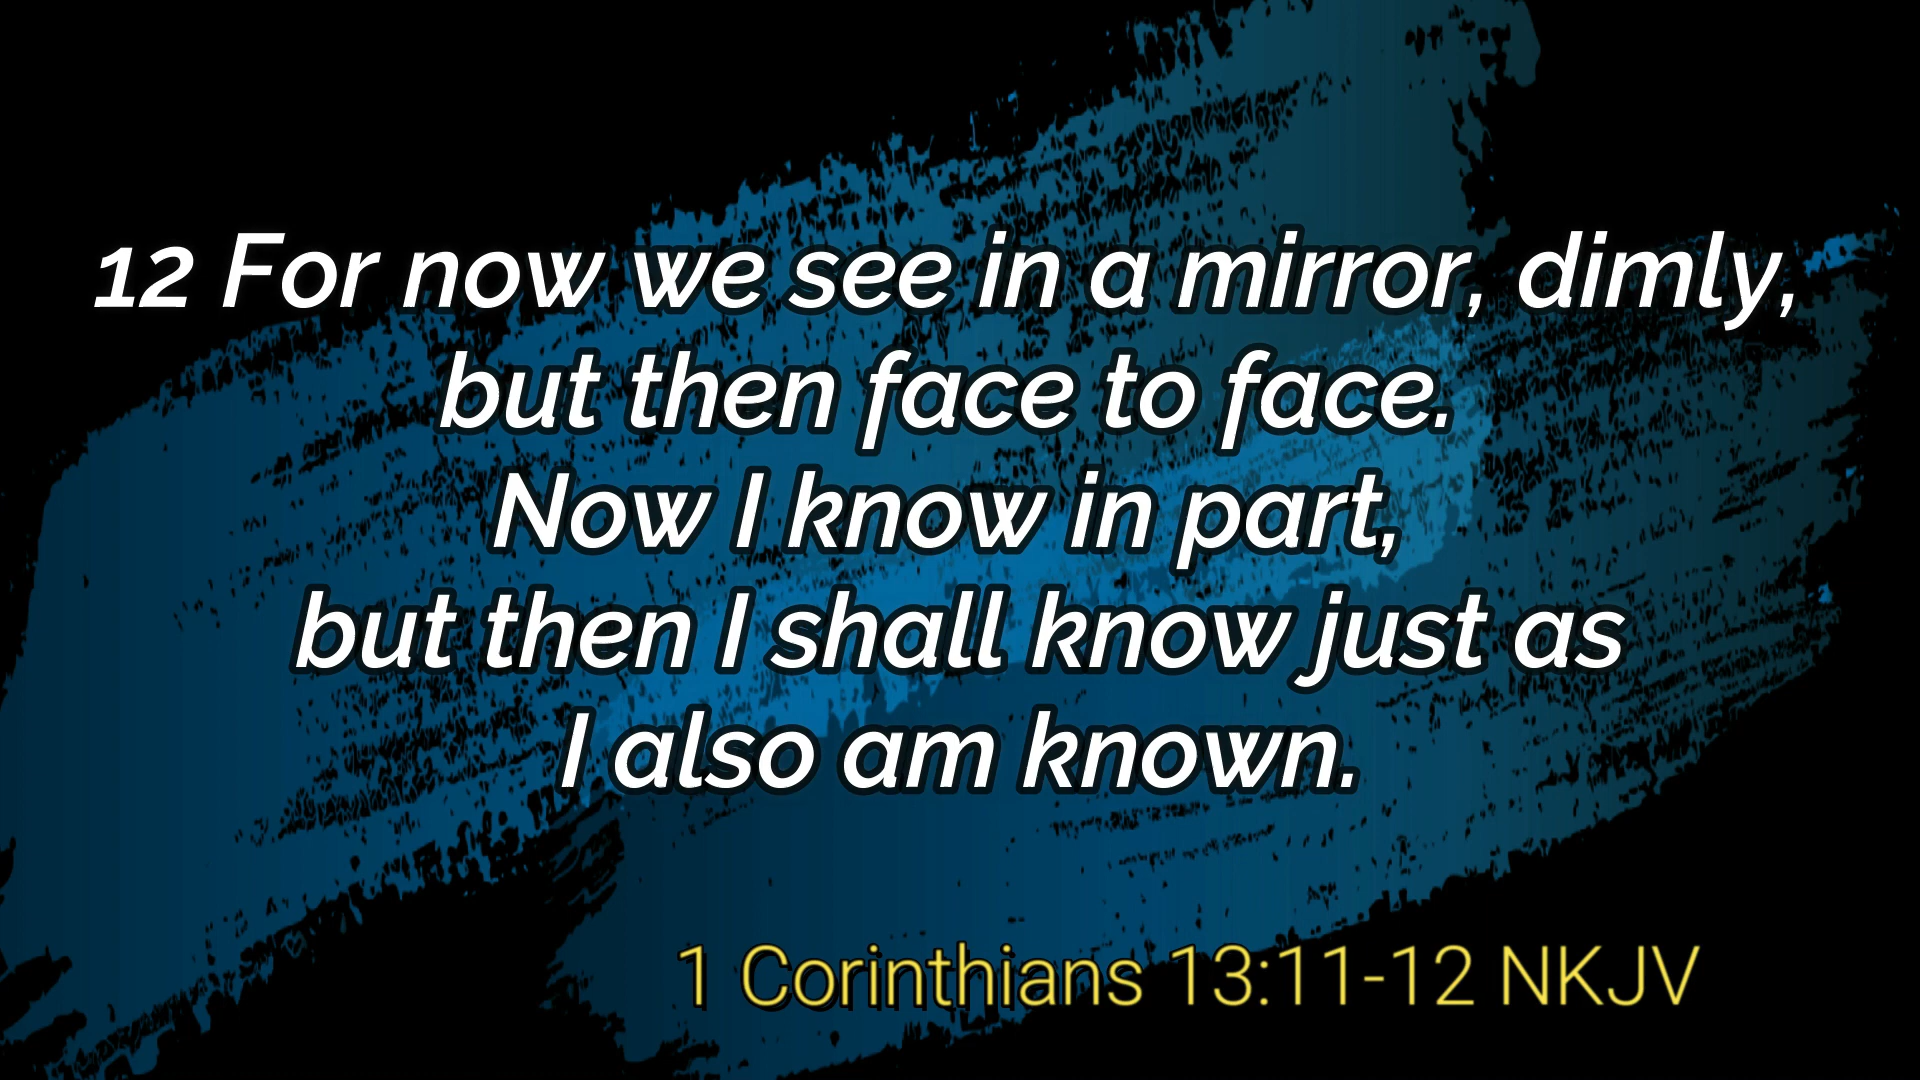 12 For now we see in a mirror, dimly,
but then face to face.
Now I know in part,
but then I shall know just as
I also am known.
1 Corinthians 13:11-12 NKJV